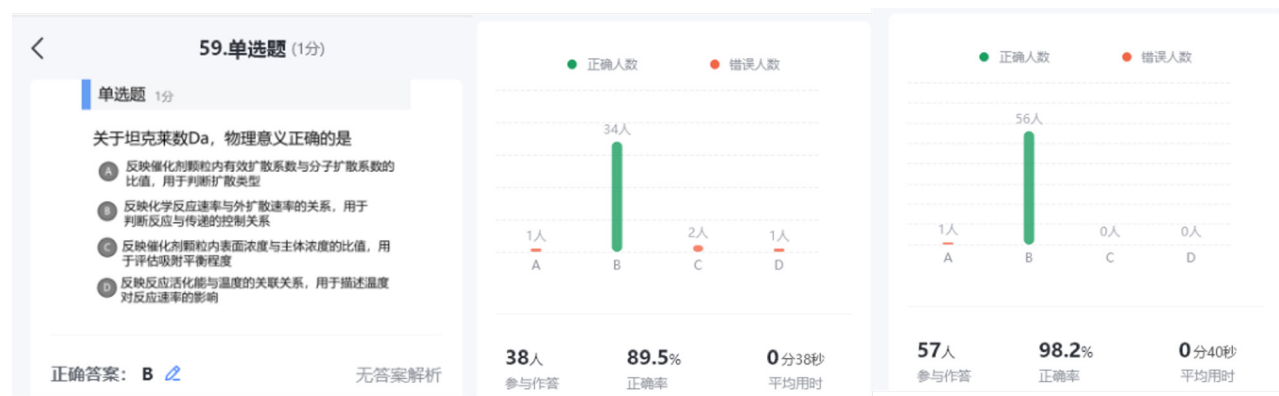 59.单选题 (1分)
单选题 1分
关于坦克莱数Da，物理意义正确的是
A 反映催化剂颗粒内有效扩散系数与分子扩散系数的
比值，用于判断扩散类型
B 反映化学反应速率与外扩散速率的关系，用于
判断反应与传递的控制关系
C 反映催化剂颗粒内表面浓度与主体浓度的比值，用
于评估吸附平衡程度
D 反映反应活化能与温度的关联关系，用于描述温度
对反应速率的影响
正确答案： B
无答案解析
正确人数 错误人数
34人
1人 2人 1人
A B C D
38人 89.5% 0分38秒
参与作答 正确率 平均用时
正确人数 错误人数
56人
1人 0人 0人
A B C D
57人 98.2% 0分40秒
参与作答 正确率 平均用时